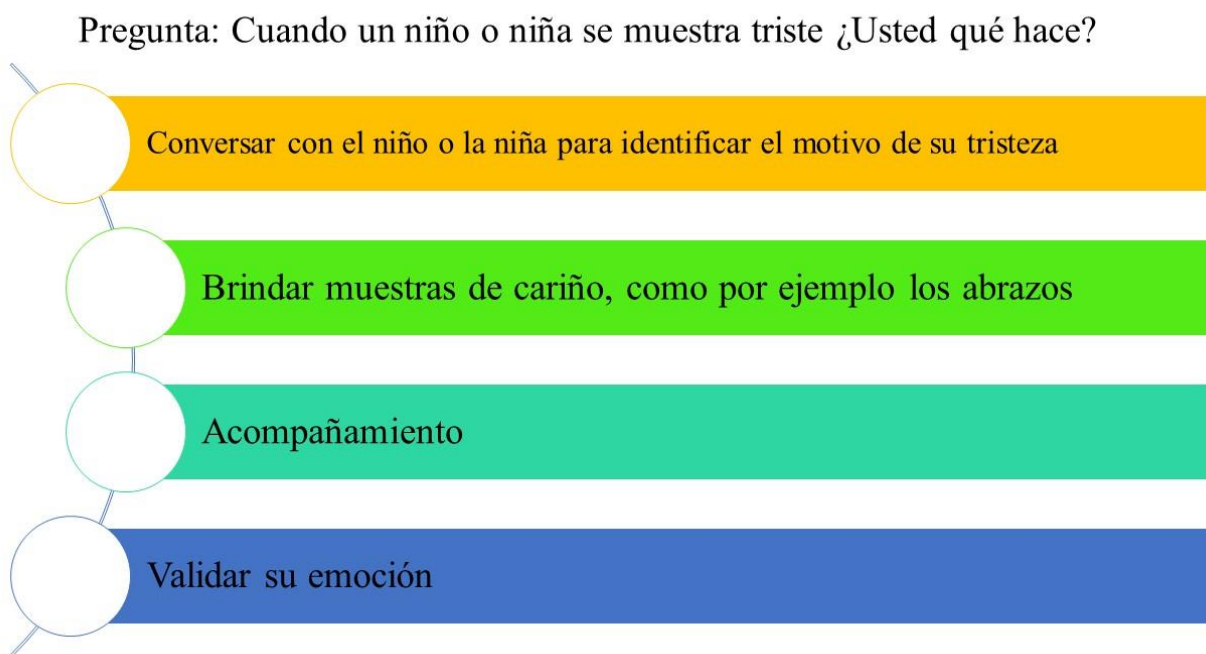 Pregunta: Cuando un niño o niña se muestra triste ¿Usted qué hace?
Conversar con el niño o la niña para identificar el motivo de su tristeza
Brindar muestras de cariño, como por ejemplo los abrazos
Acompañamiento
Validar su emoción